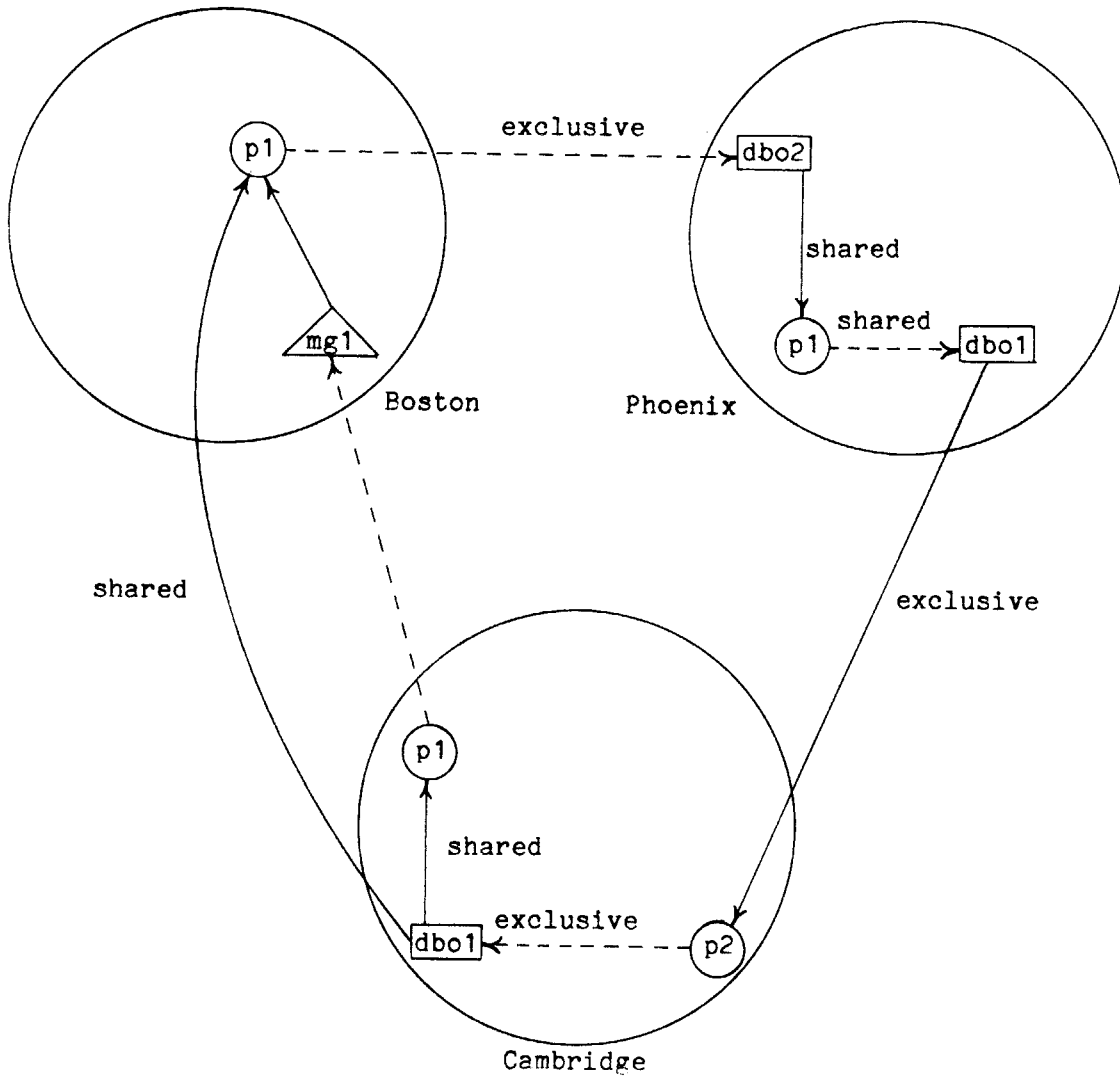 exclusive
p1
dbo2
shared
shared
mg1
p1
dbo1
Boston
Phoenix
shared
exclusive
p1
shared
exclusive
dbo1
p2
Cambridge